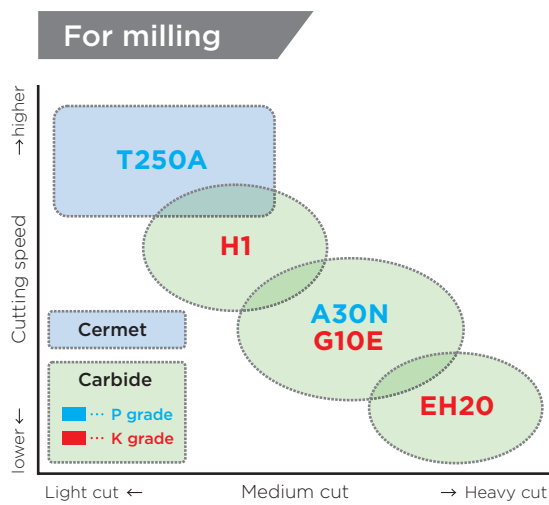 For milling
→higher
Cutting speed
lower←
T250A
H1
A30N
G10E
EH20
Cermet
Carbide
… P grade
… K grade
Light cut ←
Medium cut
→ Heavy cut